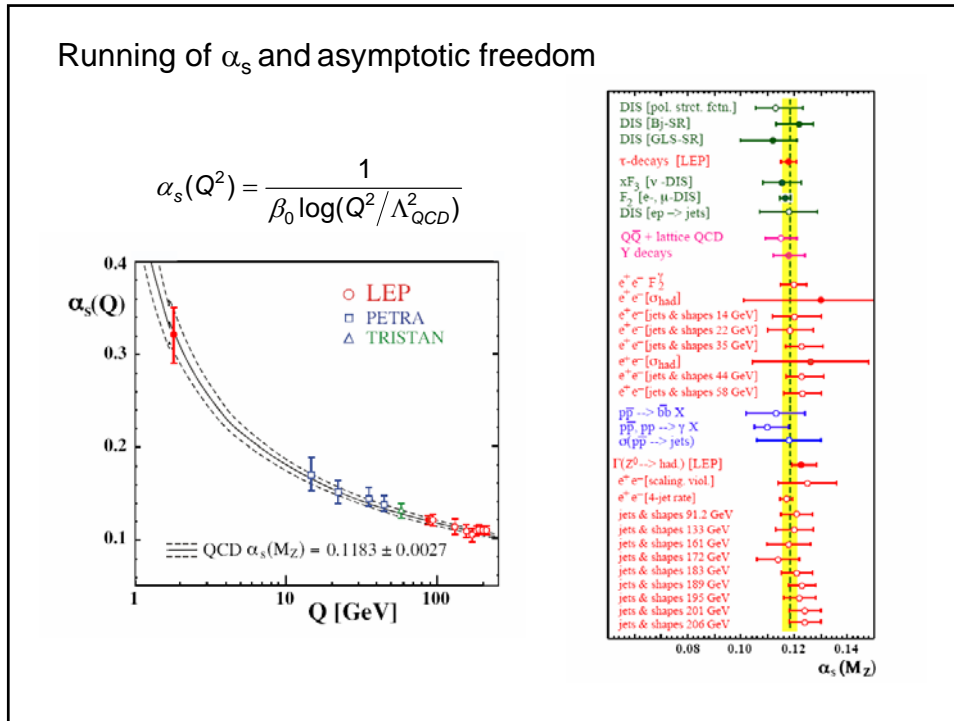 Running of αs and asymptotic freedom
αs(Q²) = 1 / β₀ log(Q²/Λ²QCD)
0.4
αs(Q)
0.3
0.2
0.1
LEP
PETRA
TRISTAN
QCD αs(MZ) = 0.1183 ± 0.0027
1 10 100
Q [GeV]
DIS [pol. strct. fctn.]
DIS [Bj-SR]
DIS [GLS-SR]
τ-decays [LEP]
xF₃ [ν -DIS]
F₂ [e-, μ-DIS]
DIS [ep –> jets]
QQ̅ + lattice QCD
Υ decays
e⁺e⁻ F₂^γ
e⁺e⁻[σhad]
e⁺e⁻[jets & shapes 14 GeV]
e⁺e⁻[jets & shapes 22 GeV]
e⁺e⁻[jets & shapes 35 GeV]
e⁺e⁻[σhad]
e⁺e⁻[jets & shapes 44 GeV]
e⁺e⁻[jets & shapes 58 GeV]
pp̅ --> bb̅ X
pp̅, pp --> γ X
σ(pp̅ --> jets)
Γ(Z⁰--> had.) [LEP]
e⁺e⁻[scaling. viol.]
e⁺e⁻[4-jet rate]
jets & shapes 91.2 GeV
jets & shapes 133 GeV
jets & shapes 161 GeV
jets & shapes 172 GeV
jets & shapes 183 GeV
jets & shapes 189 GeV
jets & shapes 195 GeV
jets & shapes 201 GeV
jets & shapes 206 GeV
0.08 0.10 0.12 0.14
αs(MZ)